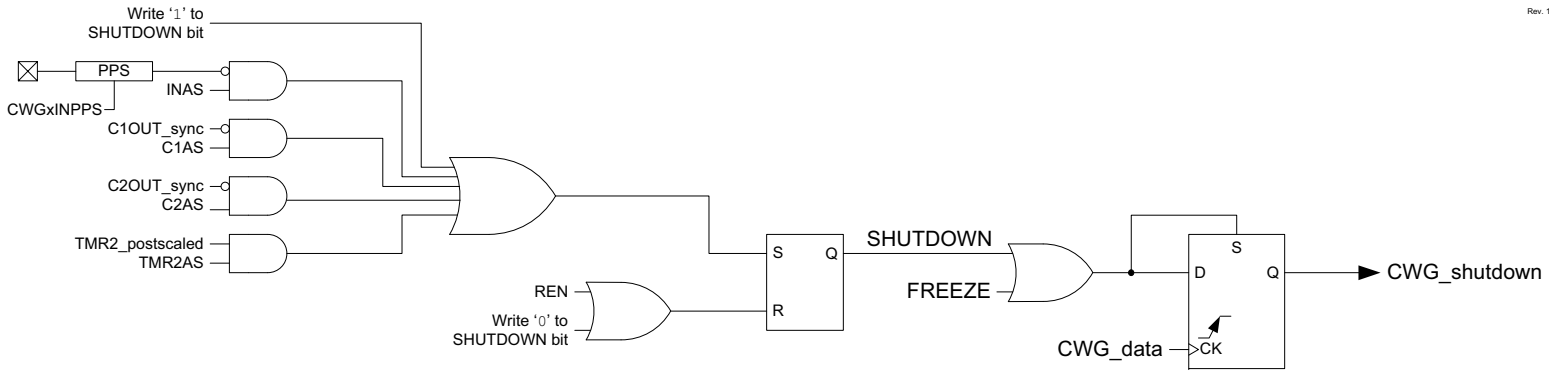 Rev. 1
Write ‘1’ to
SHUTDOWN bit
PPS
INAS
CWGxINPPS
C1OUT_sync
C1AS
C2OUT_sync
C2AS
TMR2_postscaled
TMR2AS
REN
Write ‘0’ to
SHUTDOWN bit
S
Q
R
SHUTDOWN
FREEZE
S
D
Q
CWG_data
CK
CWG_shutdown